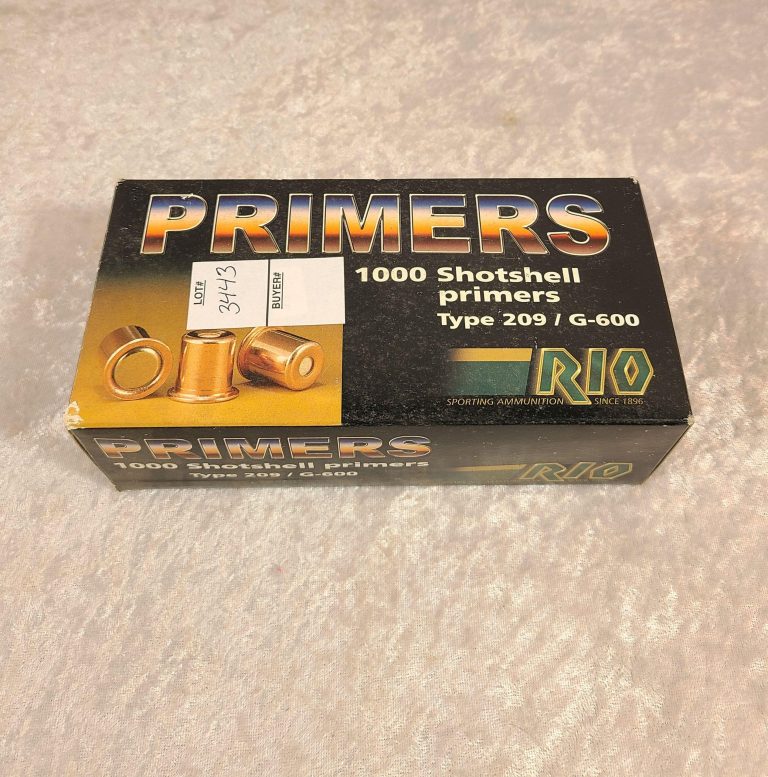 PRIMERS
1000 Shotshell
primers
Type 209 / G-600
LOT#
3443
BUYER#
RIO
SPORTING AMMUNITION SINCE 1896
PRIMERS
1000 Shotshell primers
Type 209 / G-600
RIO